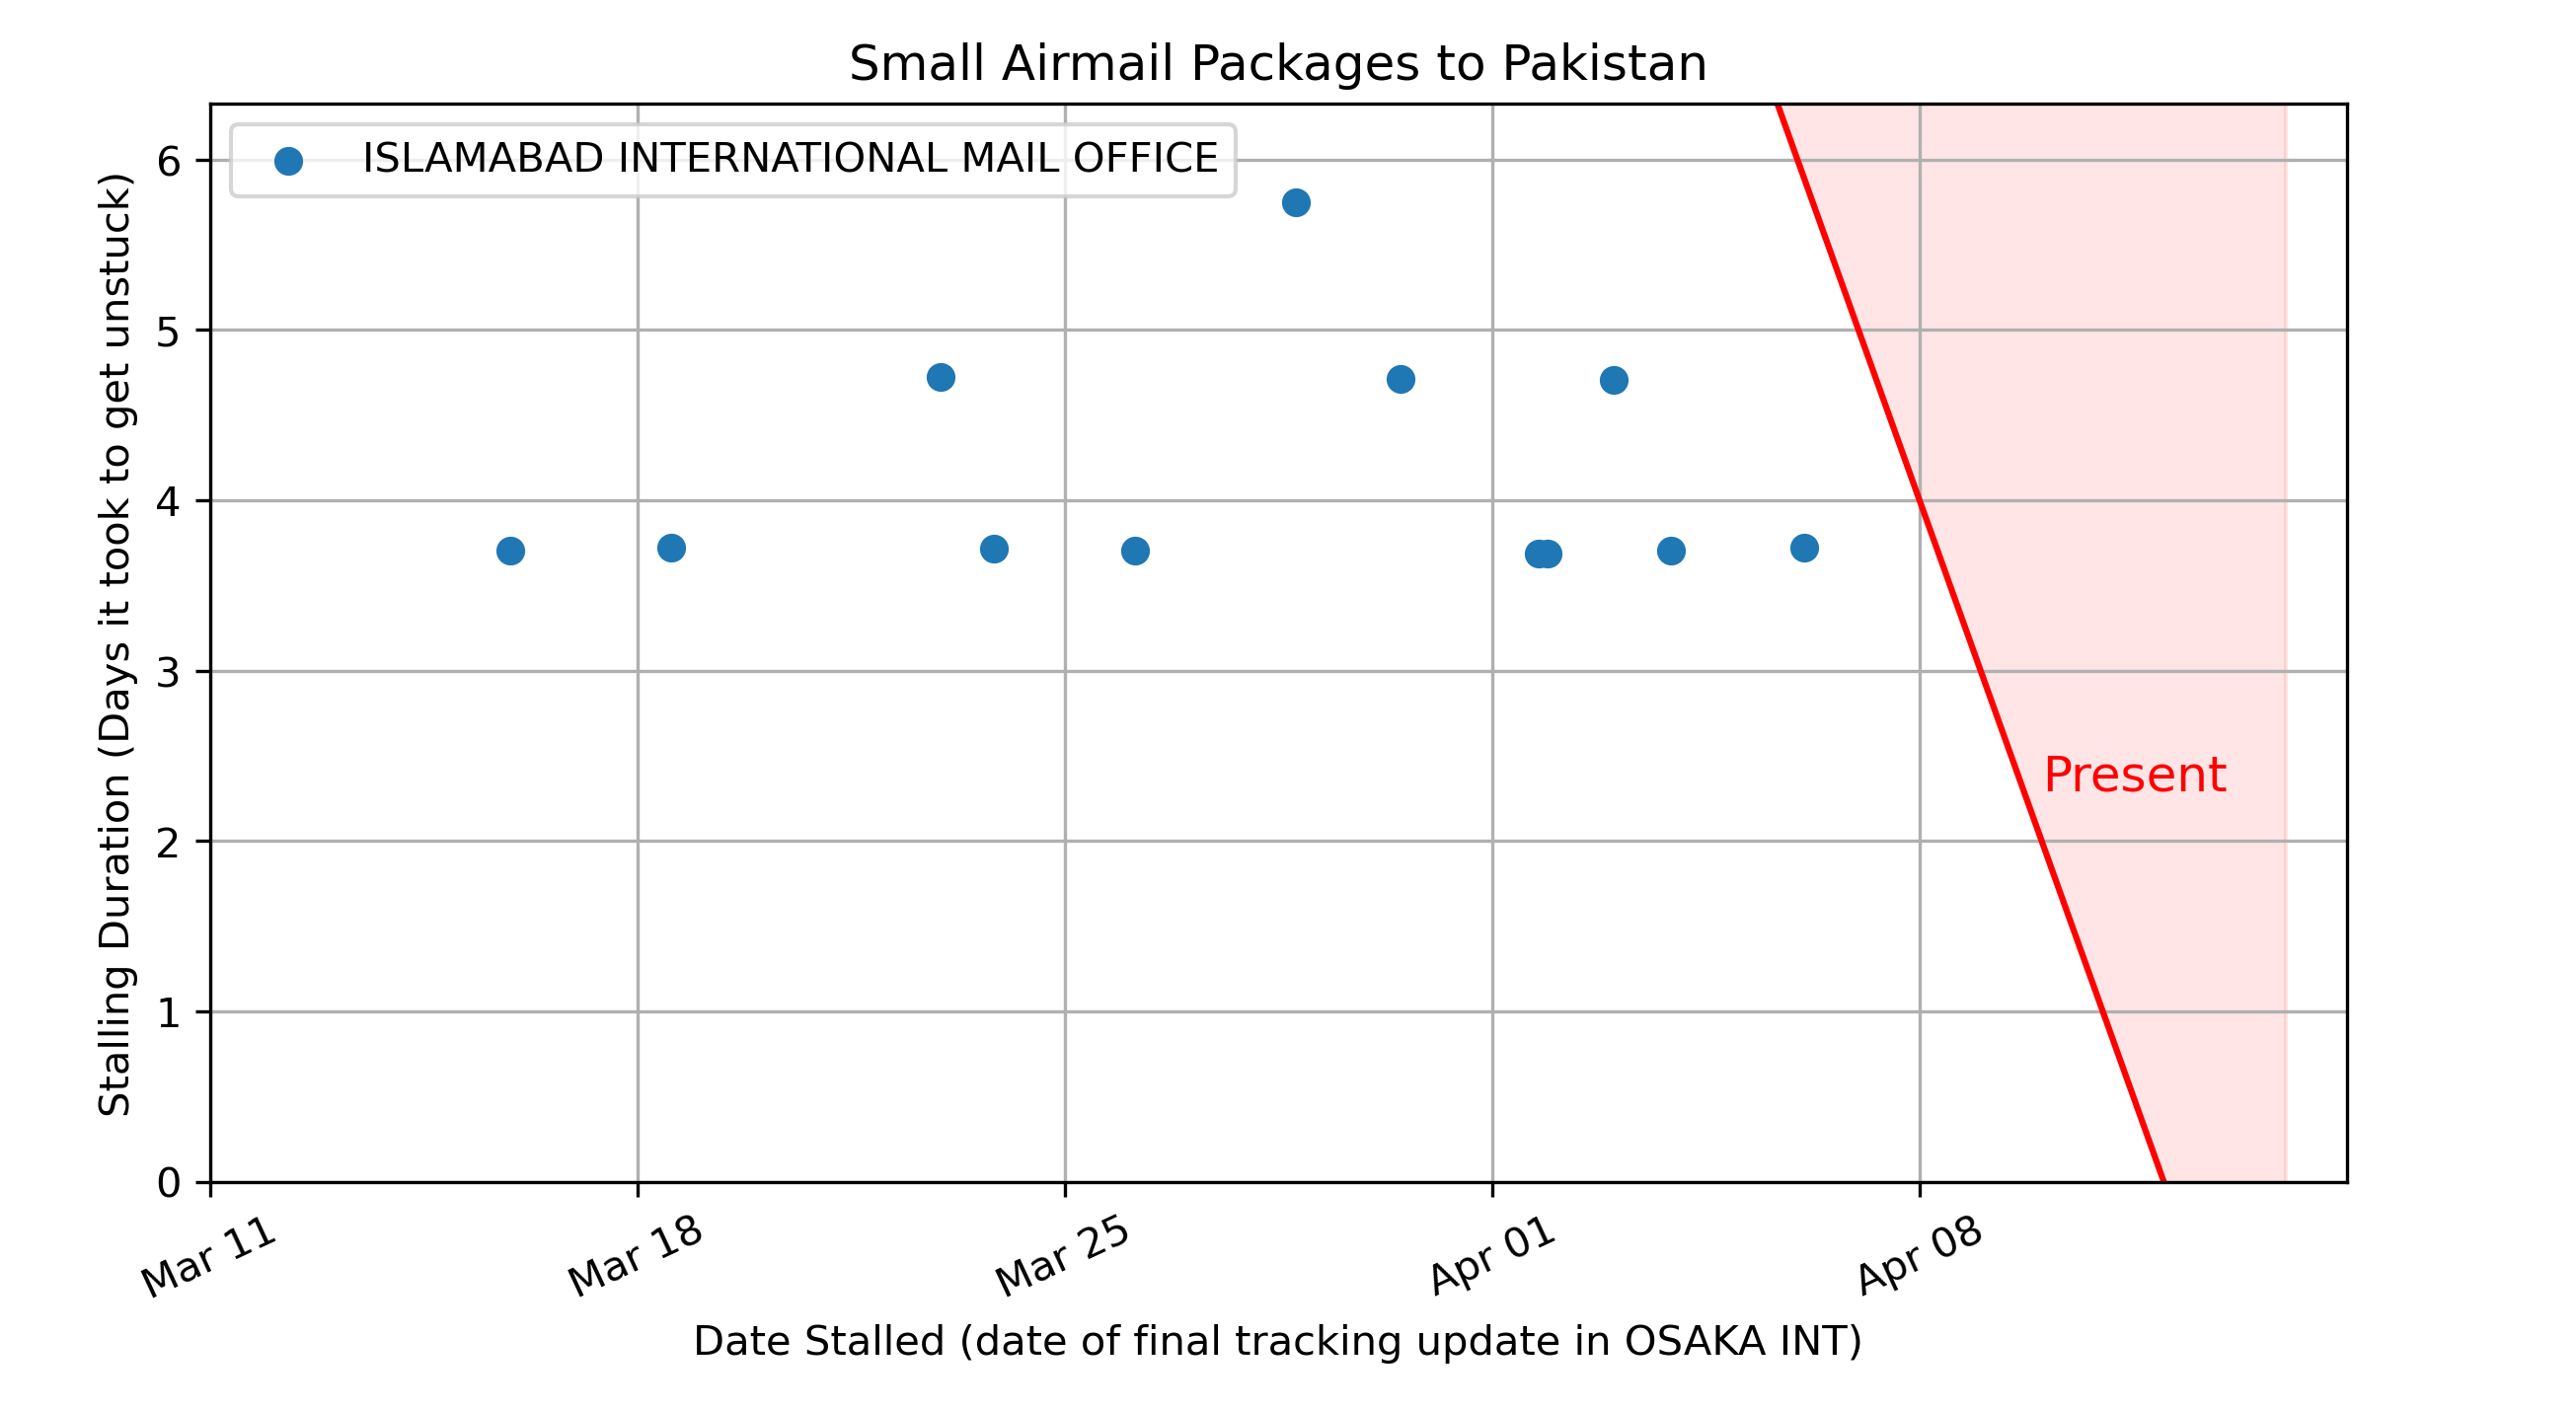 Small Airmail Packages to Pakistan
ISLAMABAD INTERNATIONAL MAIL OFFICE
Stalling Duration (Days it took to get unstuck)
6
5
4
3
2
1
0
Present
Mar 11
Mar 18
Mar 25
Apr 01
Apr 08
Date Stalled (date of final tracking update in OSAKA INT)